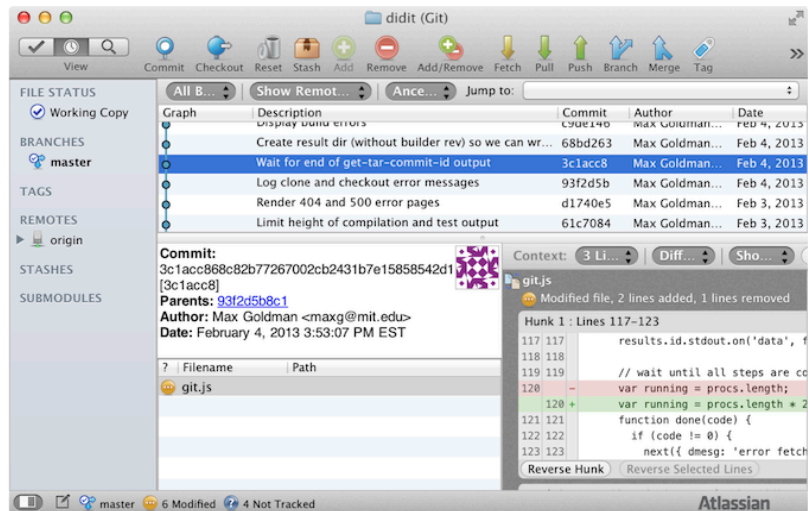 didit (Git)
View Commit Checkout Reset Stash Add Remove Add/Remove Fetch Pull Push Branch Merge Tag
FILE STATUS
Working Copy
BRANCHES
master
TAGS
REMOTES
origin
STASHES
SUBMODULES
All B... Show Remot... Ance... Jump to:
Graph Description Commit Author Date
Display build errors c9de146 Max Goldman... Feb 4, 2013
Create result dir (without builder rev) so we can wr... 68bd263 Max Goldman... Feb 4, 2013
Wait for end of get-tar-commit-id output 3c1acc8 Max Goldman... Feb 4, 2013
Log clone and checkout error messages 93f2d5b Max Goldman... Feb 4, 2013
Render 404 and 500 error pages d1740e5 Max Goldman... Feb 3, 2013
Limit height of compilation and test output 61c7084 Max Goldman... Feb 3, 2013
Commit:
3c1acc868c82b77267002cb2431b7e15858542d1
[3c1acc8]
Parents: 93f2d5b8c1
Author: Max Goldman <maxg@mit.edu>
Date: February 4, 2013 3:53:07 PM EST
? Filename Path
git.js
Context: 3 Li... Diff... Sho...
git.js
Modified file, 2 lines added, 1 lines removed
Hunk 1 : Lines 117-123
117 117 results.id.stdout.on('data', f
118 118
119 119 // wait until all steps are co
120 - var running = procs.length;
120 + var running = procs.length * 2
121 121 function done(code) {
122 122 if (code != 0) {
123 123 next({ dmesg: 'error fetch
Reverse Hunk Reverse Selected Lines
master 6 Modified 4 Not Tracked Atlassian